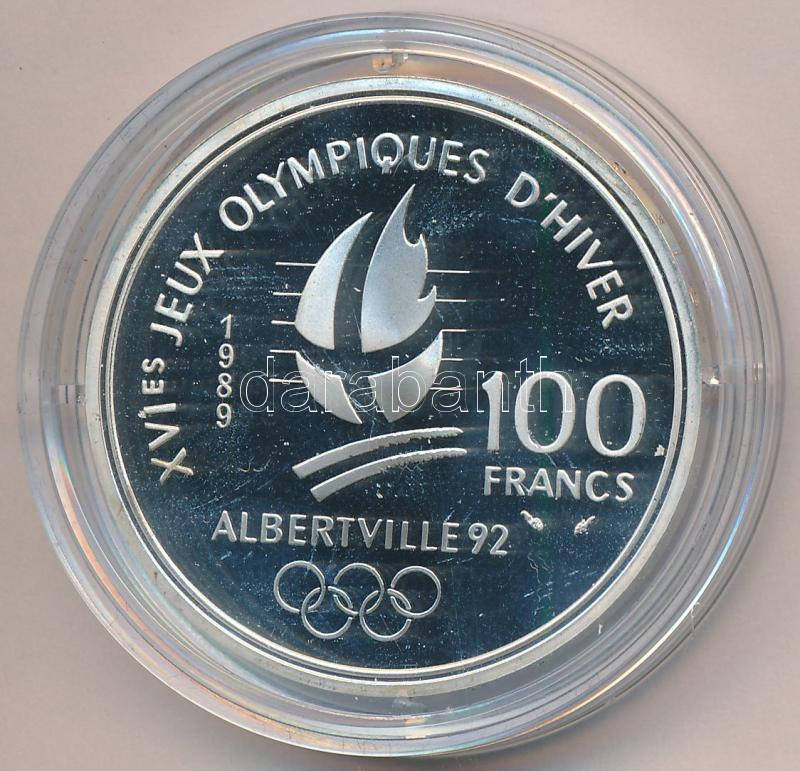 XVIES JEUX OLYMPIQUES D'HIVER
1989
100
FRANCS
ALBERTVILLE 92
darabanth